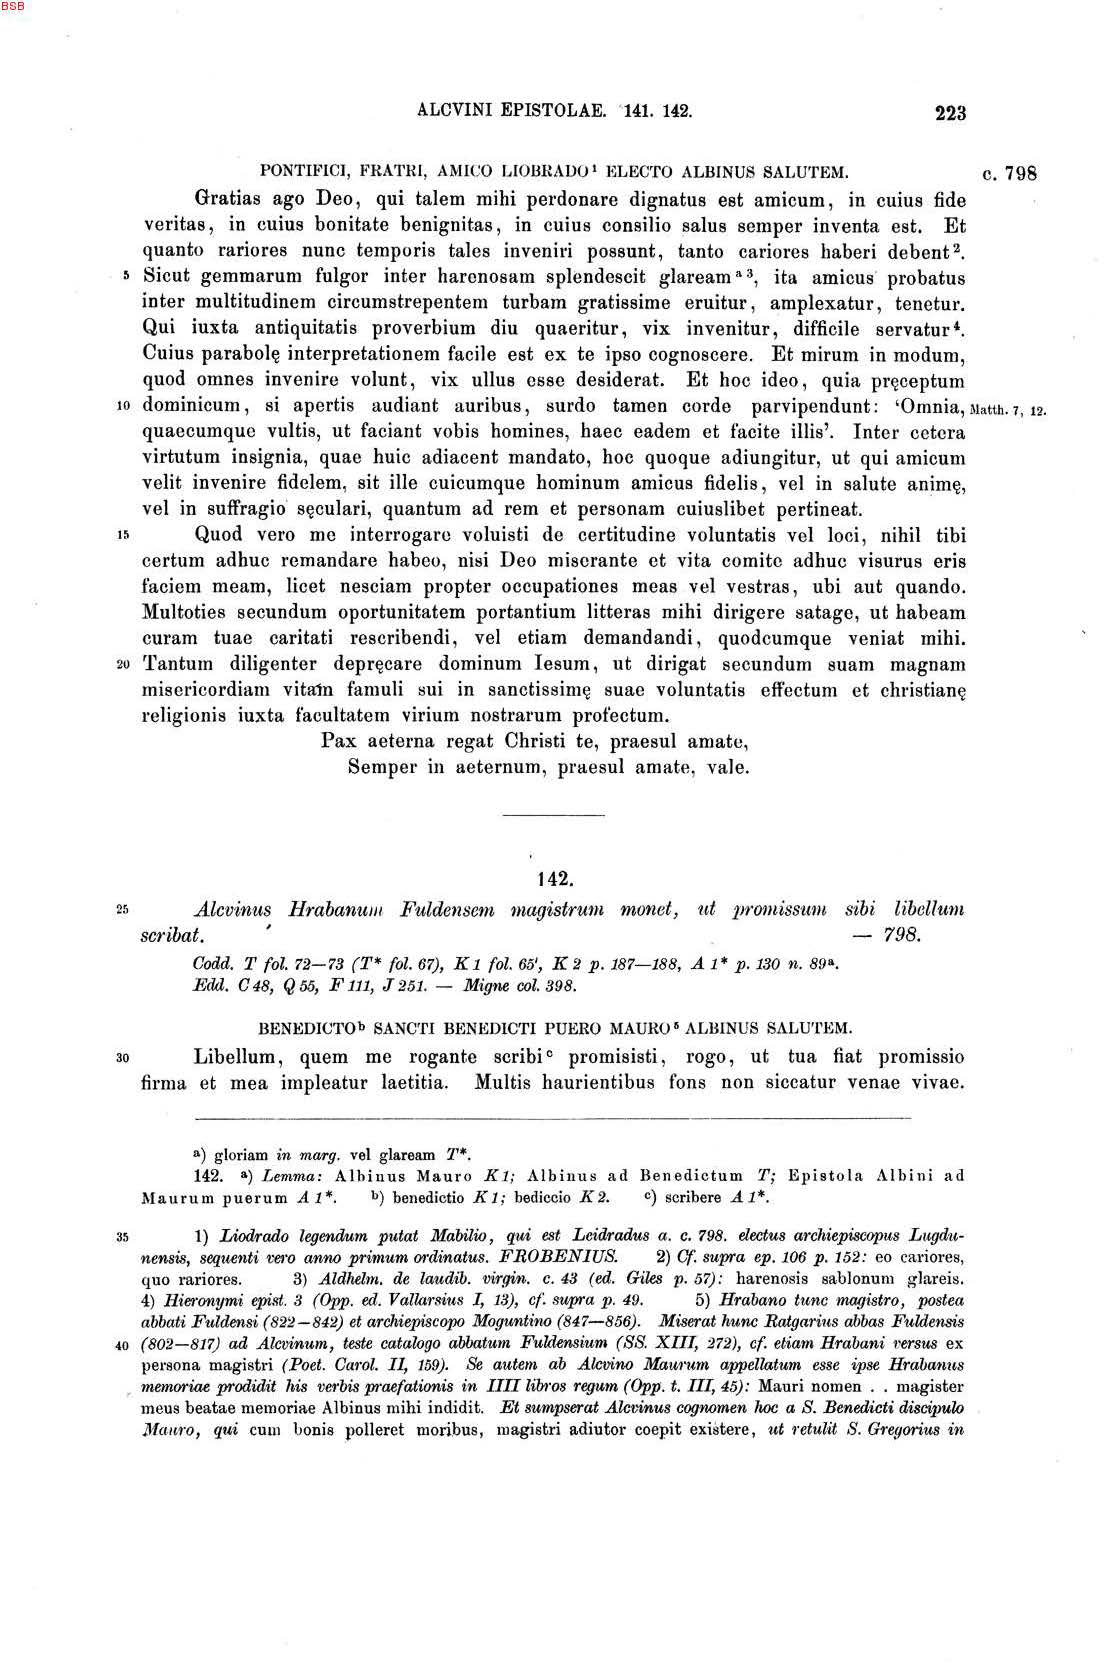 BSB
ALCVINI EPISTOLAE. 141. 142. 223
PONTIFICI, FRATRI, AMICO LIOBRADO¹ ELECTO ALBINUS SALUTEM. c. 798
Gratias ago Deo, qui talem mihi perdonare dignatus est amicum, in cuius fide
veritas, in cuius bonitate benignitas, in cuius consilio salus semper inventa est. Et
quanto rariores nunc temporis tales inveniri possunt, tanto cariores haberi debent².
5 Sicut gemmarum fulgor inter harenosam splendescit glaream ᵃ ³, ita amicus probatus
inter multitudinem circumstrepentem turbam gratissime eruitur, amplexatur, tenetur.
Qui iuxta antiquitatis proverbium diu quaeritur, vix invenitur, difficile servatur⁴.
Cuius parabolę interpretationem facile est ex te ipso cognoscere. Et mirum in modum,
quod omnes invenire volunt, vix ullus esse desiderat. Et hoc ideo, quia pręceptum
10 dominicum, si apertis audiant auribus, surdo tamen corde parvipendunt: ‘Omnia, Matth. 7, 12.
quaecumque vultis, ut faciant vobis homines, haec eadem et facite illis’. Inter cetera
virtutum insignia, quae huic adiacent mandato, hoc quoque adiungitur, ut qui amicum
velit invenire fidelem, sit ille cuicumque hominum amicus fidelis, vel in salute animę,
vel in suffragio sęculari, quantum ad rem et personam cuiuslibet pertineat.
15 Quod vero me interrogare voluisti de certitudine voluntatis vel loci, nihil tibi
certum adhuc remandare habeo, nisi Deo miserante et vita comite adhuc visurus eris
faciem meam, licet nesciam propter occupationes meas vel vestras, ubi aut quando.
Multoties secundum oportunitatem portantium litteras mihi dirigere satage, ut habeam
curam tuae caritati rescribendi, vel etiam demandandi, quodcumque veniat mihi.
20 Tantum diligenter depręcare dominum Iesum, ut dirigat secundum suam magnam
misericordiam vitam famuli sui in sanctissimę suae voluntatis effectum et christianę
religionis iuxta facultatem virium nostrarum profectum.
Pax aeterna regat Christi te, praesul amate,
Semper in aeternum, praesul amate, vale.
142.
25 Alcvinus Hrabanum Fuldensem magistrum monet, ut promissum sibi libellum
scribat. — 798.
Codd. T fol. 72—73 (T* fol. 67), K 1 fol. 65', K 2 p. 187—188, A 1* p. 130 n. 89ᵃ.
Edd. C 48, Q 55, F 111, J 251. — Migne col. 398.
BENEDICTOᵇ SANCTI BENEDICTI PUERO MAURO⁵ ALBINUS SALUTEM.
30 Libellum, quem me rogante scribiᶜ promisisti, rogo, ut tua fiat promissio
firma et mea impleatur laetitia. Multis haurientibus fons non siccatur venae vivae.
ᵃ) gloriam in marg. vel glaream T*.
142. ᵃ) Lemma: Albinus Mauro K1; Albinus ad Benedictum T; Epistola Albini ad
Maurum puerum A 1*. ᵇ) benedictio K 1; bediccio K 2. ᶜ) scribere A 1*.
35 1) Liodrado legendum putat Mabilio, qui est Leidradus a. c. 798. electus archiepiscopus Lugdu-
nensis, sequenti vero anno primum ordinatus. FROBENIUS. 2) Cf. supra ep. 106 p. 152: eo cariores,
quo rariores. 3) Aldhelm. de laudib. virgin. c. 43 (ed. Giles p. 57): harenosis sablonum glareis.
4) Hieronymi epist. 3 (Opp. ed. Vallarsius I, 13), cf. supra p. 49. 5) Hrabano tunc magistro, postea
abbati Fuldensi (822—842) et archiepiscopo Moguntino (847—856). Miserat hunc Ratgarius abbas Fuldensis
40 (802—817) ad Alcvinum, teste catalogo abbatum Fuldensium (SS. XIII, 272), cf. etiam Hrabani versus ex
persona magistri (Poet. Carol. II, 159). Se autem ab Alcvino Maurum appellatum esse ipse Hrabanus
memoriae prodidit his verbis praefationis in IIII libros regum (Opp. t. III, 45): Mauri nomen . . magister
meus beatae memoriae Albinus mihi indidit. Et sumpserat Alcvinus cognomen hoc a S. Benedicti discipulo
Mauro, qui cum bonis polleret moribus, magistri adiutor coepit existere, ut retulit S. Gregorius in